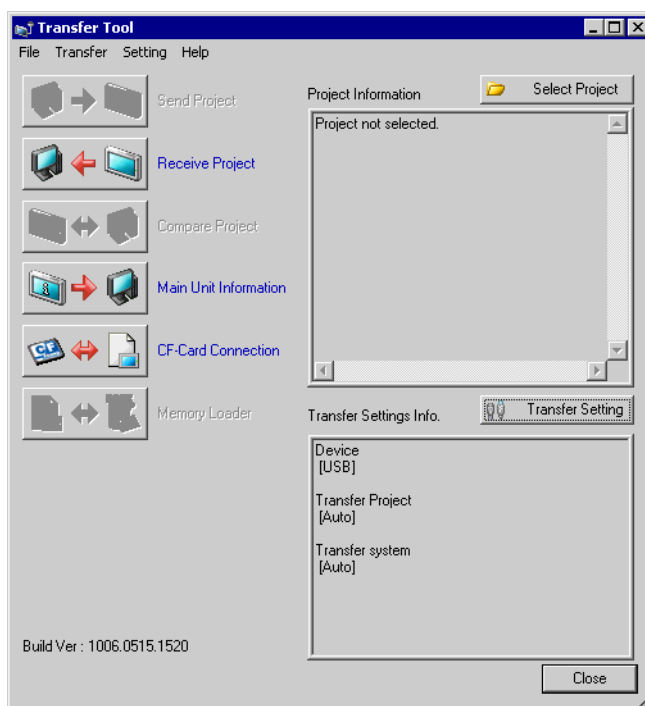 Transfer Tool
File Transfer Setting Help
Send Project
Receive Project
Compare Project
Main Unit Information
CF
CF-Card Connection
Memory Loader
Build Ver : 1006.0515.1520
Project Information
Select Project
Project not selected.
Transfer Settings Info.
Transfer Setting
Device
[USB]
Transfer Project
[Auto]
Transfer system
[Auto]
Close